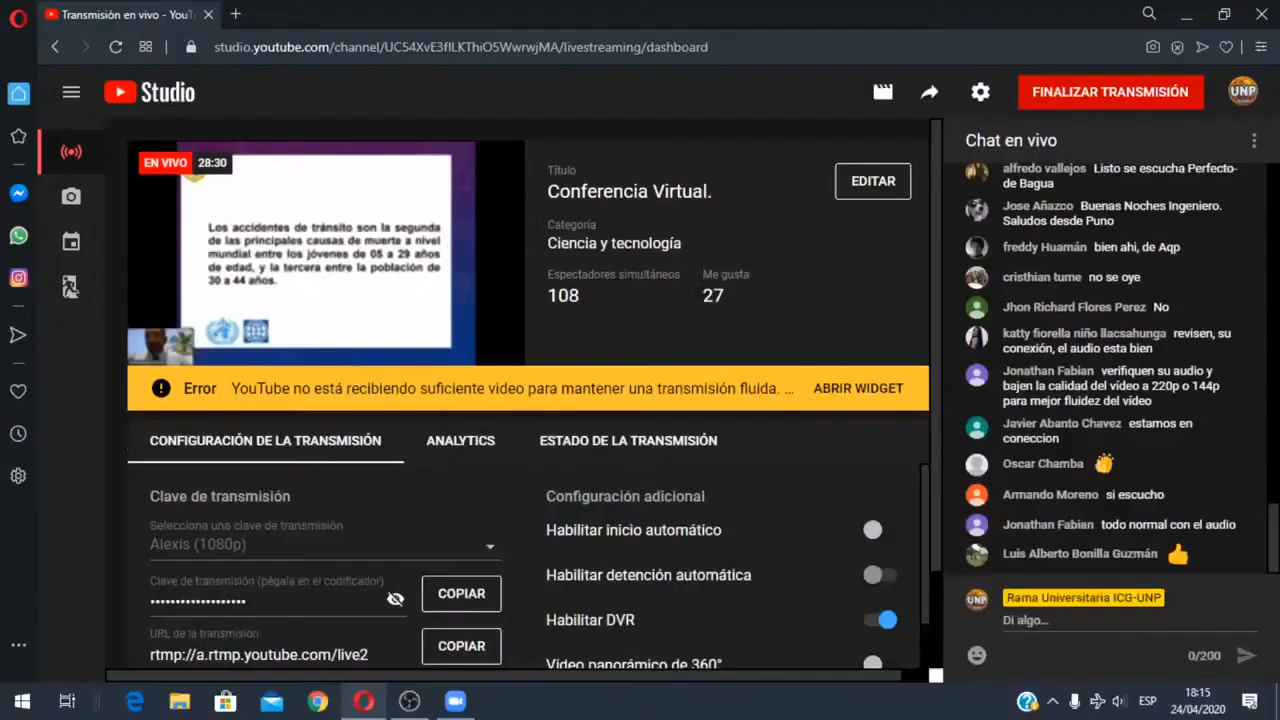 Transmisión en vivo - YouT
studio.youtube.com/channel/UC54XvE3flLKThiO5WwrwjMA/livestreaming/dashboard
Studio
FINALIZAR TRANSMISIÓN
UNP
EN VIVO 28:30
Los accidentes de tránsito son la segunda
de las principales causas de muerte a nivel
mundial entre los jóvenes de 05 a 29 años
de edad, y la tercera entre la población de
30 a 44 años.
Título
Conferencia Virtual.
EDITAR
Categoría
Ciencia y tecnología
Espectadores simultáneos
Me gusta
108
27
Error YouTube no está recibiendo suficiente video para mantener una transmisión fluida. ...
ABRIR WIDGET
CONFIGURACIÓN DE LA TRANSMISIÓN
ANALYTICS
ESTADO DE LA TRANSMISIÓN
Clave de transmisión
Selecciona una clave de transmisión
Alexis (1080p)
Clave de transmisión (pégala en el codificador)
•••••••••••••••••••
COPIAR
URL de la transmisión
rtmp://a.rtmp.youtube.com/live2
COPIAR
Configuración adicional
Habilitar inicio automático
Habilitar detención automática
Habilitar DVR
Video panorámico de 360°
Chat en vivo
alfredo vallejos Listo se escucha Perfecto-
de Bagua
Jose Añazco Buenas Noches Ingeniero.
Saludos desde Puno
freddy Huamán bien ahi, de Aqp
cristhian tume no se oye
Jhon Richard Flores Perez No
katty fiorella niño llacsahunga revisen, su
conexión, el audio esta bien
Jonathan Fabian verifiquen su audio y
bajen la calidad del vídeo a 220p o 144p
para mejor fluidez del vídeo
Javier Abanto Chavez estamos en
coneccion
Oscar Chamba 👏
Armando Moreno si escucho
Jonathan Fabian todo normal con el audio
Luis Alberto Bonilla Guzmán 👍
UNP
Rama Universitaria ICG-UNP
Di algo...
0/200
ESP
18:15
24/04/2020